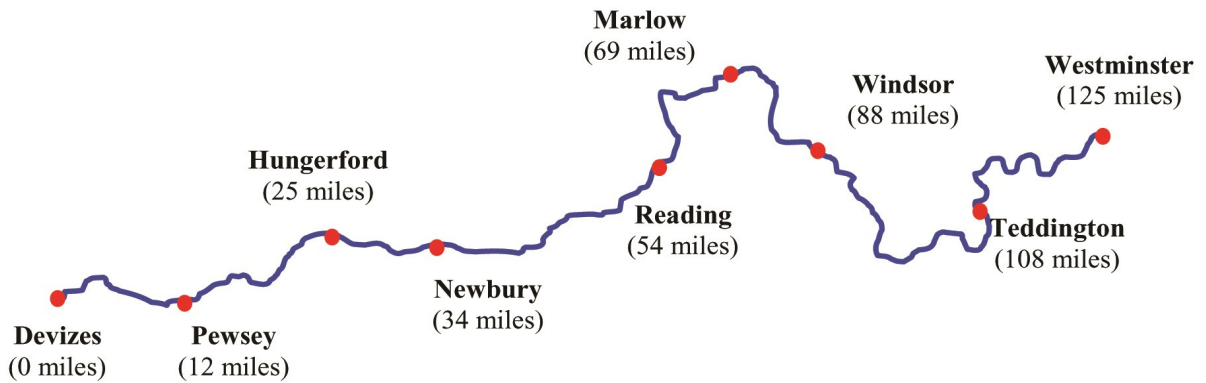 Marlow
(69 miles)
Westminster
(125 miles)
Windsor
(88 miles)
Hungerford
(25 miles)
Reading
(54 miles)
Teddington
(108 miles)
Newbury
(34 miles)
Devizes
(0 miles)
Pewsey
(12 miles)